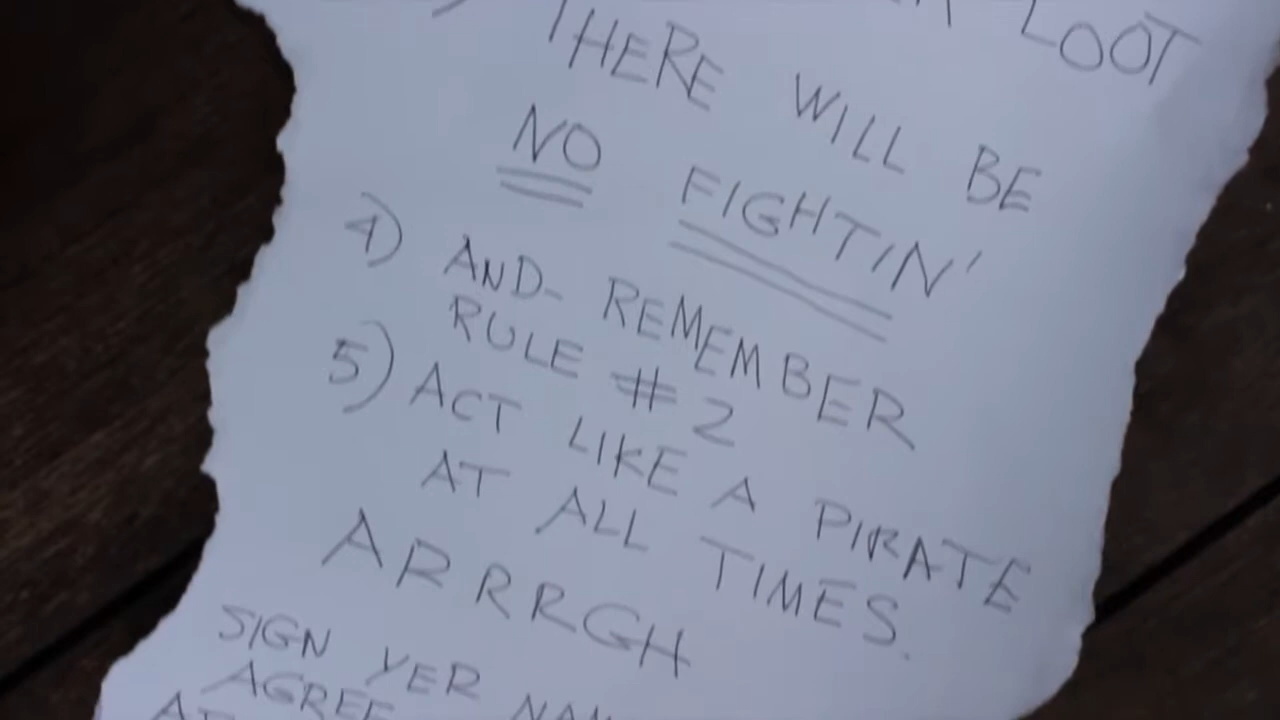 LOOT
THERE WILL BE
NO FIGHTIN'
4) AND- REMEMBER
RULE # 2
5) ACT LIKE A PIRATE
AT ALL TIMES.
ARRRGH
SIGN YER
AGREE